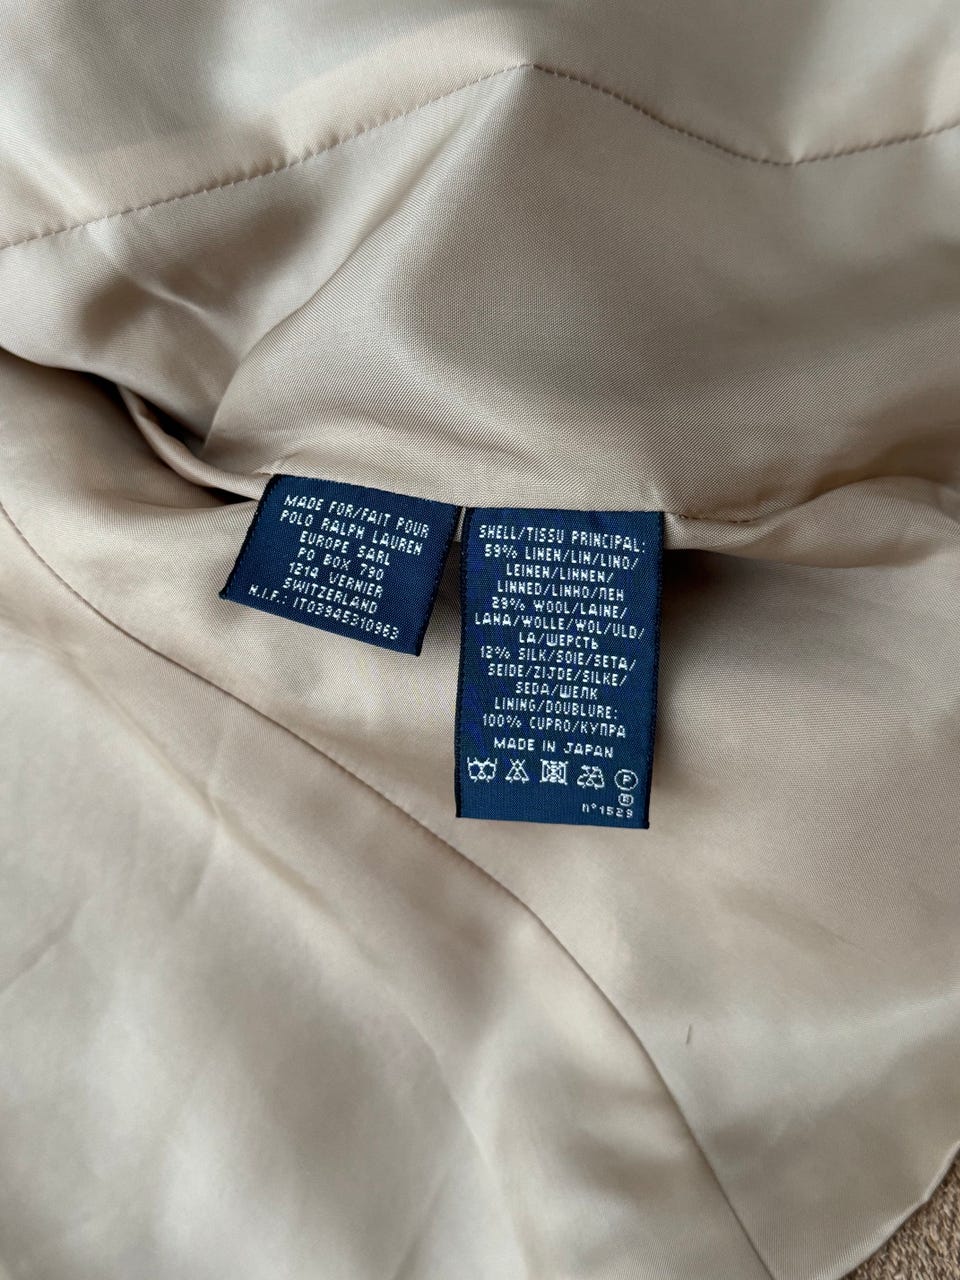 MADE FOR/FAIT POUR
POLO RALPH LAUREN
EUROPE SARL
PO BOX 790
1214 VERNIER
SWITZERLAND
N.I.F.: IT03945310963
SHELL/TISSU PRINCIPAL:
59% LINEN/LIN/LINO/
LEINEN/LINNEN/
LINNED/LINHO/ЛЕН
29% WOOL/LAINE/
LANA/WOLLE/WOL/ULD/
LA/ШЕРСТЬ
12% SILK/SOIE/SETA/
SEIDE/ZIJDE/SILKE/
SEDA/ШЕЛК
LINING/DOUBLURE:
100% CUPRO/КУПРА
MADE IN JAPAN
P
R
n°1529